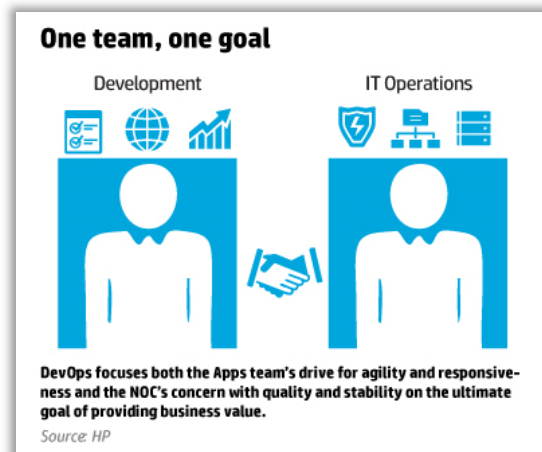 One team, one goal
Development
IT Operations
DevOps focuses both the Apps team's drive for agility and responsive-
ness and the NOC's concern with quality and stability on the ultimate
goal of providing business value.
Source: HP